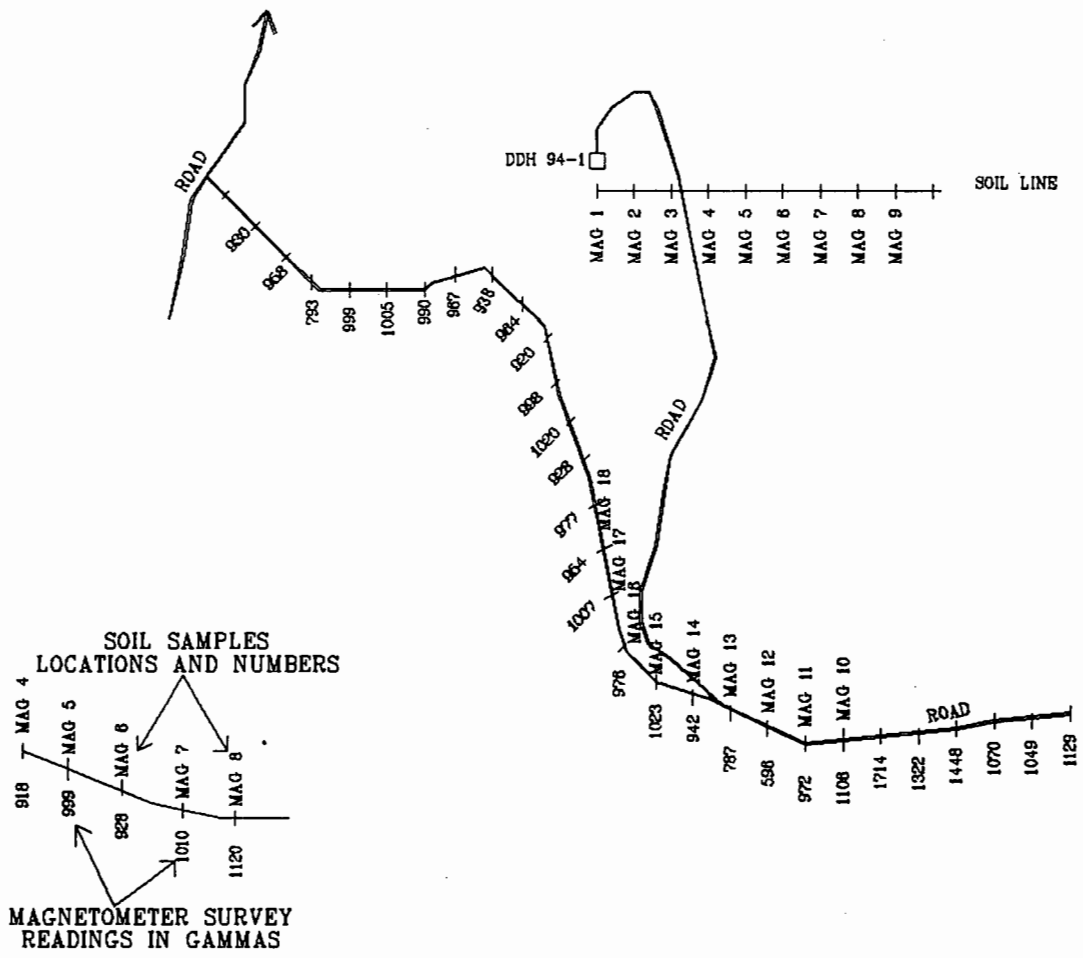 ROAD
DDH 94-1
SOIL LINE
MAG 1
MAG 2
MAG 3
MAG 4
MAG 5
MAG 6
MAG 7
MAG 8
MAG 9
930
958
793
999
1005
990
967
938
964
920
998
1020
928
977
954
1007
976
1023
942
787
596
972
1106
1714
1322
1448
1070
1049
1129
MAG 18
MAG 17
MAG 16
MAG 15
MAG 14
MAG 13
MAG 12
MAG 11
MAG 10
ROAD
ROAD
SOIL SAMPLES
LOCATIONS AND NUMBERS
MAG 4
MAG 5
MAG 6
MAG 7
MAG 8
918
999
928
1010
1120
MAGNETOMETER SURVEY
READINGS IN GAMMAS